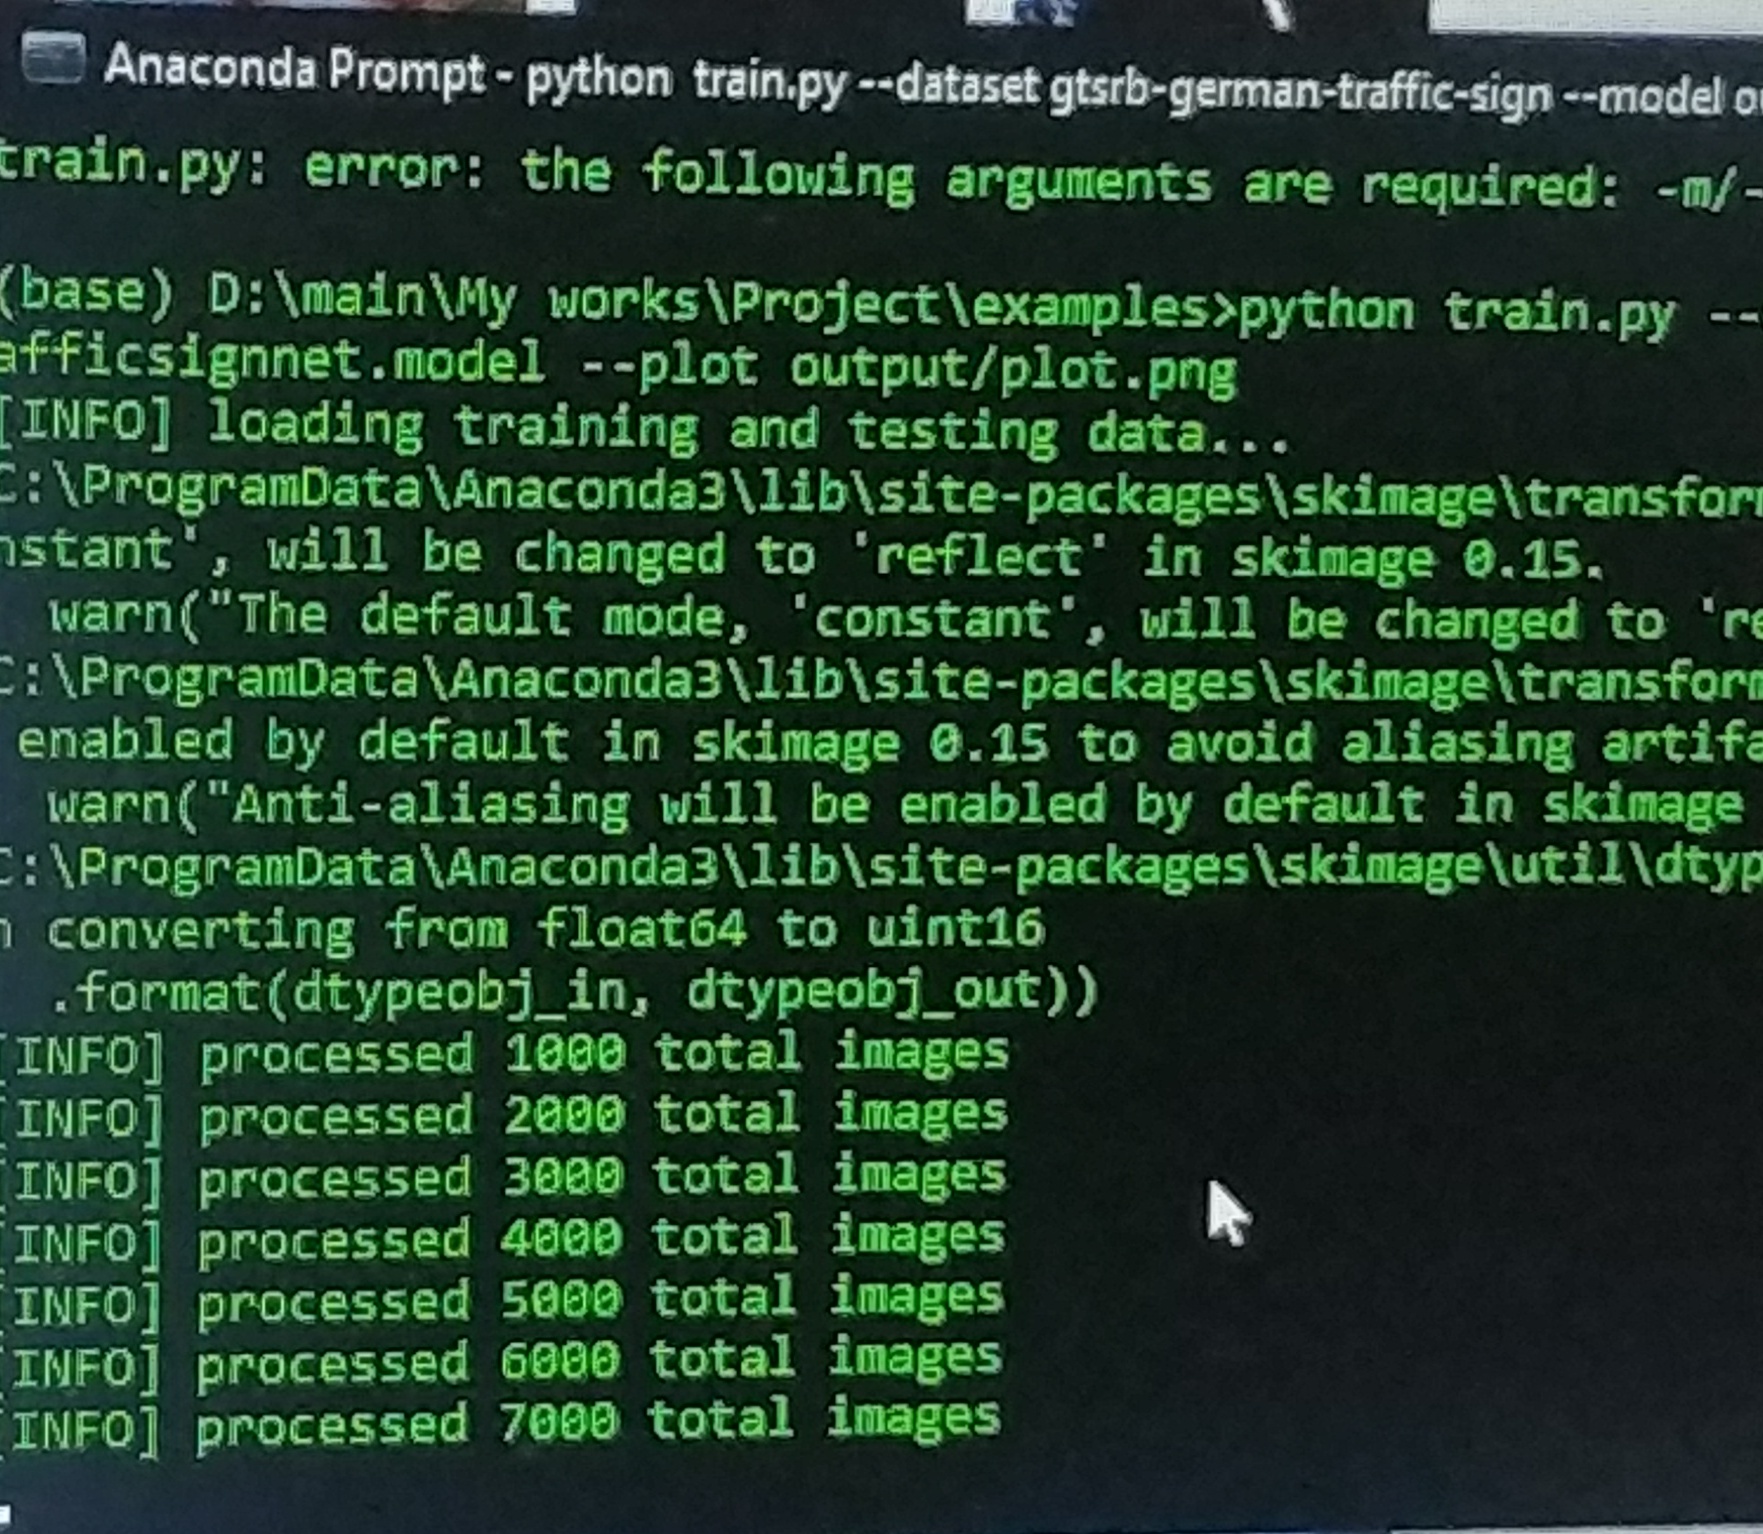 Anaconda Prompt - python train.py --dataset gtsrb-german-traffic-sign --model
train.py: error: the following arguments are required: -m/-
(base) D:\main\My works\Project\examples>python train.py --
afficsignnet.model --plot output/plot.png
[INFO] loading training and testing data...
C:\ProgramData\Anaconda3\lib\site-packages\skimage\transfor
nstant', will be changed to 'reflect' in skimage 0.15.
warn("The default mode, 'constant', will be changed to 're
C:\ProgramData\Anaconda3\lib\site-packages\skimage\transfor
enabled by default in skimage 0.15 to avoid aliasing artifa
warn("Anti-aliasing will be enabled by default in skimage
C:\ProgramData\Anaconda3\lib\site-packages\skimage\util\dtyp
n converting from float64 to uint16
.format(dtypeobj_in, dtypeobj_out))
[INFO] processed 1000 total images
[INFO] processed 2000 total images
[INFO] processed 3000 total images
[INFO] processed 4000 total images
[INFO] processed 5000 total images
[INFO] processed 6000 total images
[INFO] processed 7000 total images